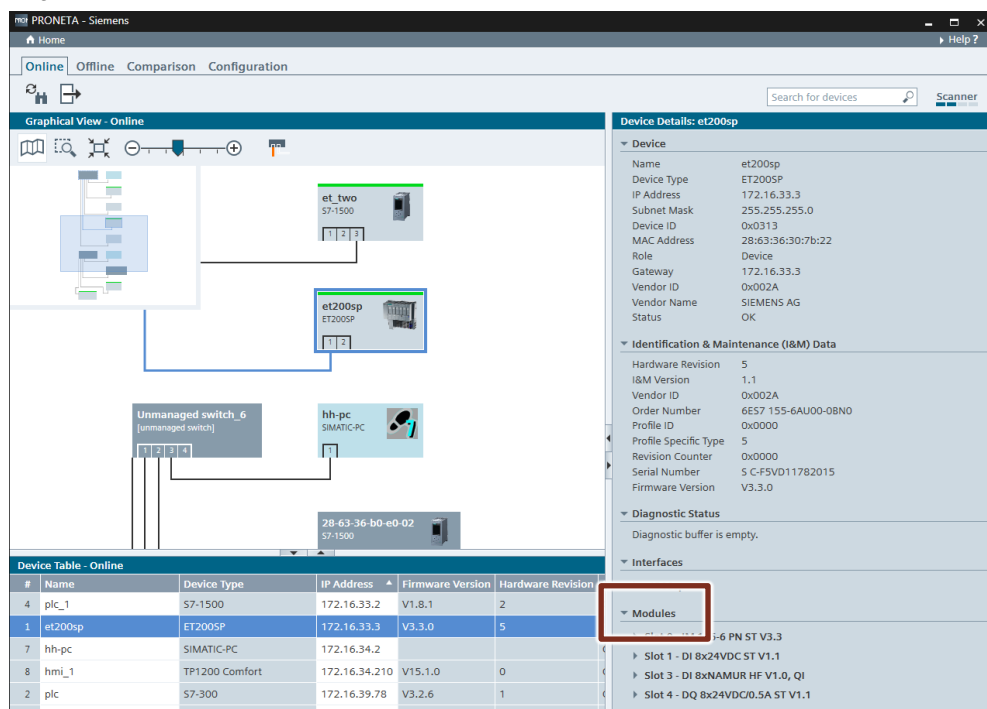 PRONETA - Siemens
Home
Help ?
Online Offline Comparison Configuration
Search for devices
Scanner
Graphical View - Online
et_two
S7-1500
1 2 3
et200sp
ET200SP
1 2
Unmanaged switch_6
[unmanaged switch]
1 2 3 4
hh-pc
SIMATIC-PC
1
28-63-36-b0-e0-02
S7-1500
Device Table - Online
# Name Device Type IP Address Firmware Version Hardware Revision
4 plc_1 S7-1500 172.16.33.2 V1.8.1 2
1 et200sp ET200SP 172.16.33.3 V3.3.0 5
7 hh-pc SIMATIC-PC 172.16.34.2
8 hmi_1 TP1200 Comfort 172.16.34.210 V15.1.0 0
2 plc S7-300 172.16.39.78 V3.2.6 1
Device Details: et200sp
Device
Name et200sp
Device Type ET200SP
IP Address 172.16.33.3
Subnet Mask 255.255.255.0
Device ID 0x0313
MAC Address 28:63:36:30:7b:22
Role Device
Gateway 172.16.33.3
Vendor ID 0x002A
Vendor Name SIEMENS AG
Status OK
Identification & Maintenance (I&M) Data
Hardware Revision 5
I&M Version 1.1
Vendor ID 0x002A
Order Number 6ES7 155-6AU00-0BN0
Profile ID 0x0000
Profile Specific Type 5
Revision Counter 0x0000
Serial Number S C-F5VD11782015
Firmware Version V3.3.0
Diagnostic Status
Diagnostic buffer is empty.
Interfaces
Modules
5-6 PN ST V3.3
Slot 1 - DI 8x24VDC ST V1.1
Slot 3 - DI 8xNAMUR HF V1.0, QI
Slot 4 - DQ 8x24VDC/0.5A ST V1.1